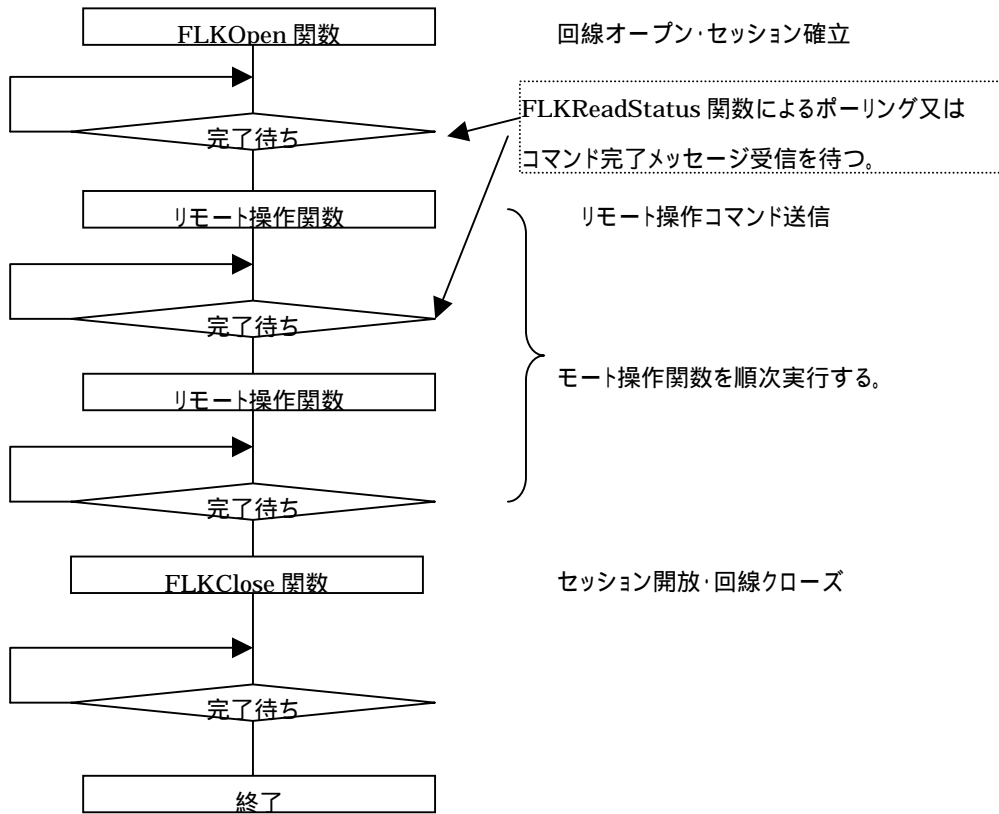 FLKOpen 関数
回線オープン･セッション確立
FLKReadStatus 関数によるポーリング又は
コマンド完了メッセージ受信を待つ。
完了待ち
リモート操作関数
リモート操作コマンド送信
完了待ち
モート操作関数を順次実行する。
リモート操作関数
完了待ち
FLKClose 関数
セッション開放･回線クローズ
完了待ち
終了